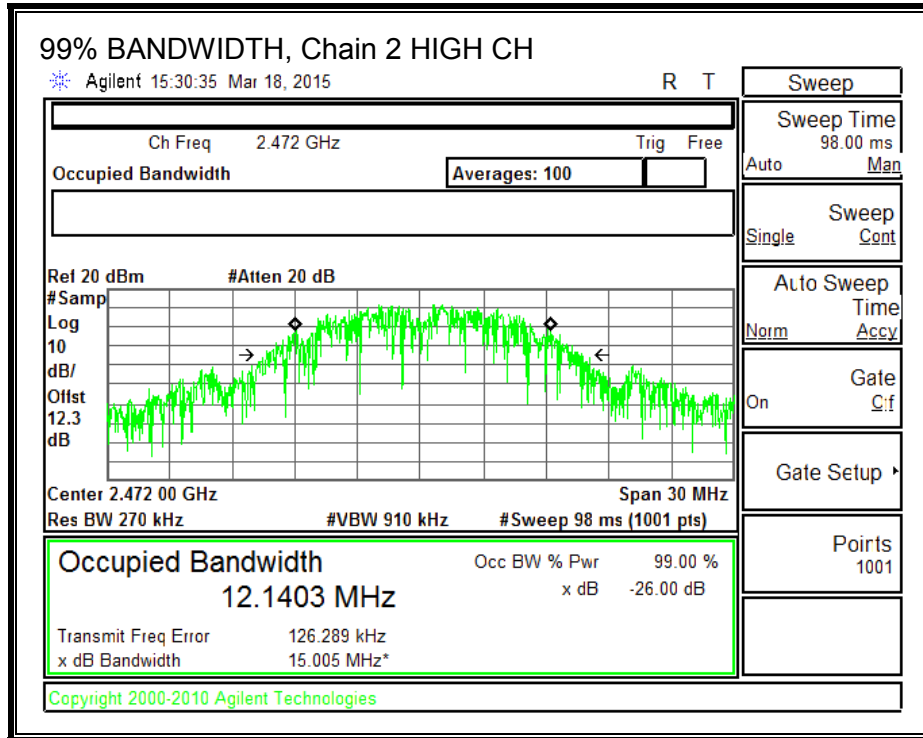 99% BANDWIDTH, Chain 2 HIGH CH
Agilent 15:30:35 Mar 18, 2015 R T
Ch Freq 2.472 GHz Trig Free
Occupied Bandwidth Averages: 100
Ref 20 dBm #Atten 20 dB
#Samp
Log
10
dB/
Offst
12.3
dB
Center 2.472 00 GHz Span 30 MHz
Res BW 270 kHz #VBW 910 kHz #Sweep 98 ms (1001 pts)
Occupied Bandwidth Occ BW % Pwr 99.00 %
12.1403 MHz x dB -26.00 dB
Transmit Freq Error 126.289 kHz
x dB Bandwidth 15.005 MHz*
Copyright 2000-2010 Agilent Technologies
Sweep
Sweep Time
98.00 ms
Auto Man
Sweep
Single Cont
Auto Sweep
Time
Norm Accy
Gate
On Off
Gate Setup
Points
1001